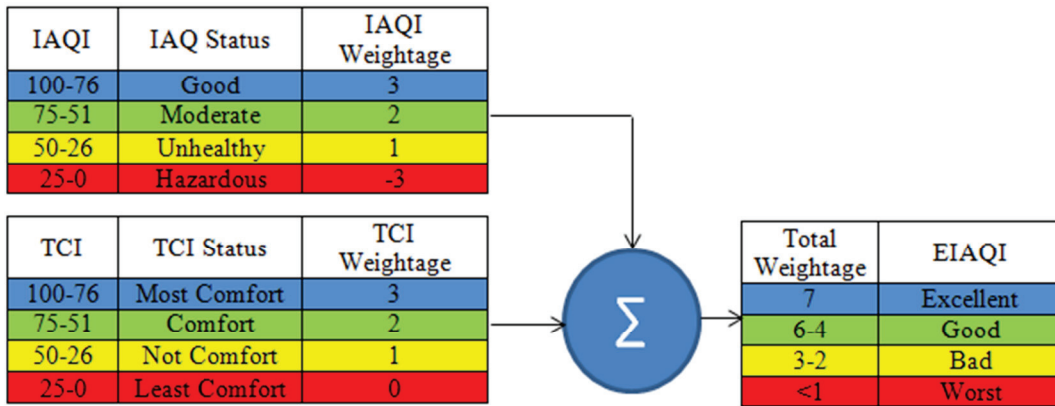 IAQI IAQ Status IAQI Weightage
100-76 Good 3
75-51 Moderate 2
50-26 Unhealthy 1
25-0 Hazardous -3
TCI TCI Status TCI Weightage
100-76 Most Comfort 3
75-51 Comfort 2
50-26 Not Comfort 1
25-0 Least Comfort 0
Σ
Total Weightage EIAQI
7 Excellent
6-4 Good
3-2 Bad
<1 Worst